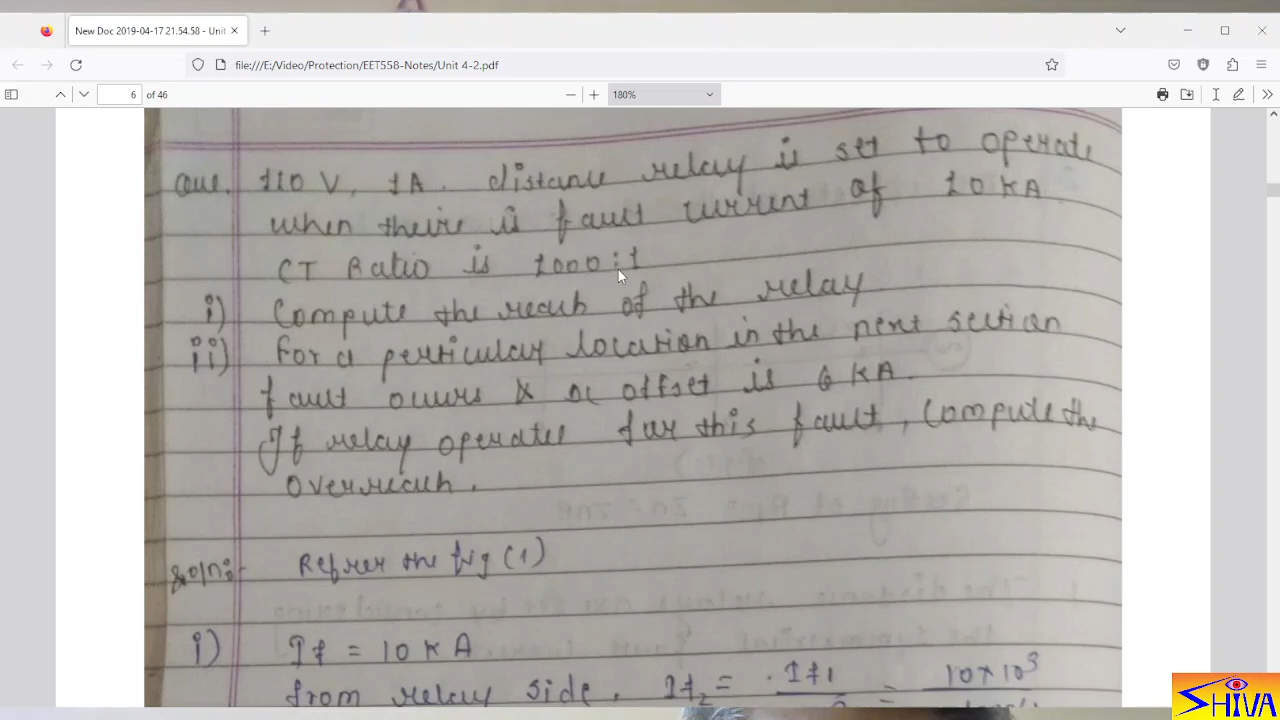 New Doc 2019-04-17 21.54.58 - Unit
file:///E:/Video/Protection/EET558-Notes/Unit 4-2.pdf
6 of 46
180%
Que. 110 V, 1A. distance relay is set to operate
when theire is fault current of 10 KA
CT Ratio is 1000:1
i) Compute the reach of the relay
ii) For a perticular location in the next section
fault occurs & dc offset is 6 KA.
If relay operates for this fault, compute the
overreach.
Soln:- Refrer the fig (1)
i) If = 10 KA
from relay side, If2 = If1 = 10×10³
SHIVA